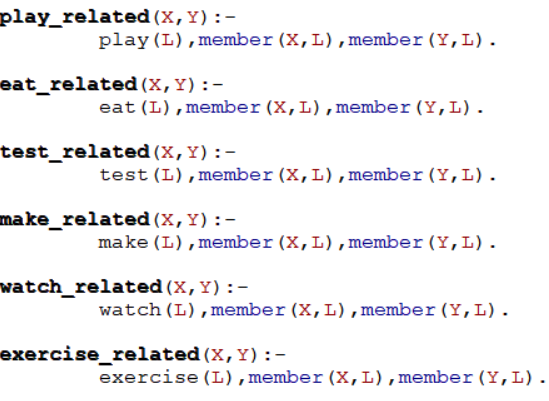 play_related(X,Y):-
play(L),member(X,L),member(Y,L).
eat_related(X,Y):-
eat(L),member(X,L),member(Y,L).
test_related(X,Y):-
test(L),member(X,L),member(Y,L).
make_related(X,Y):-
make(L),member(X,L),member(Y,L).
watch_related(X,Y):-
watch(L),member(X,L),member(Y,L).
exercise_related(X,Y):-
exercise(L),member(X,L),member(Y,L).